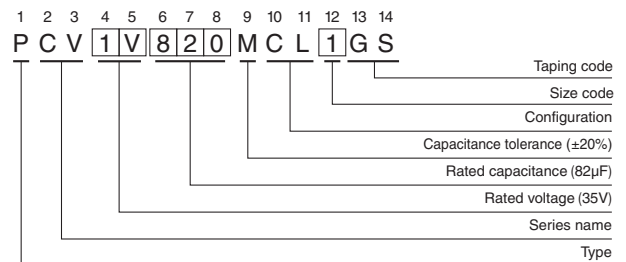 1 2 3 4 5 6 7 8 9 10 11 12 13 14
P C V 1 V 8 2 0 M C L 1 G S
Taping code
Size code
Configuration
Capacitance tolerance (±20%)
Rated capacitance (82µF)
Rated voltage (35V)
Series name
Type